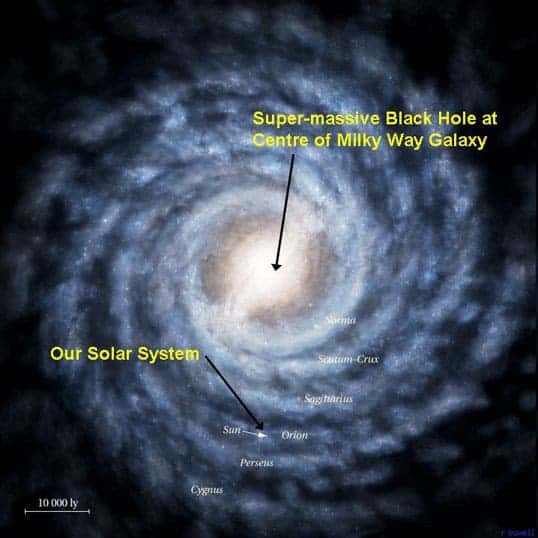 Super-massive Black Hole at
Centre of Milky Way Galaxy
Norma
Our Solar System
Scutum-Crux
Sagittarius
Sun
Orion
Perseus
Cygnus
10 000 ly